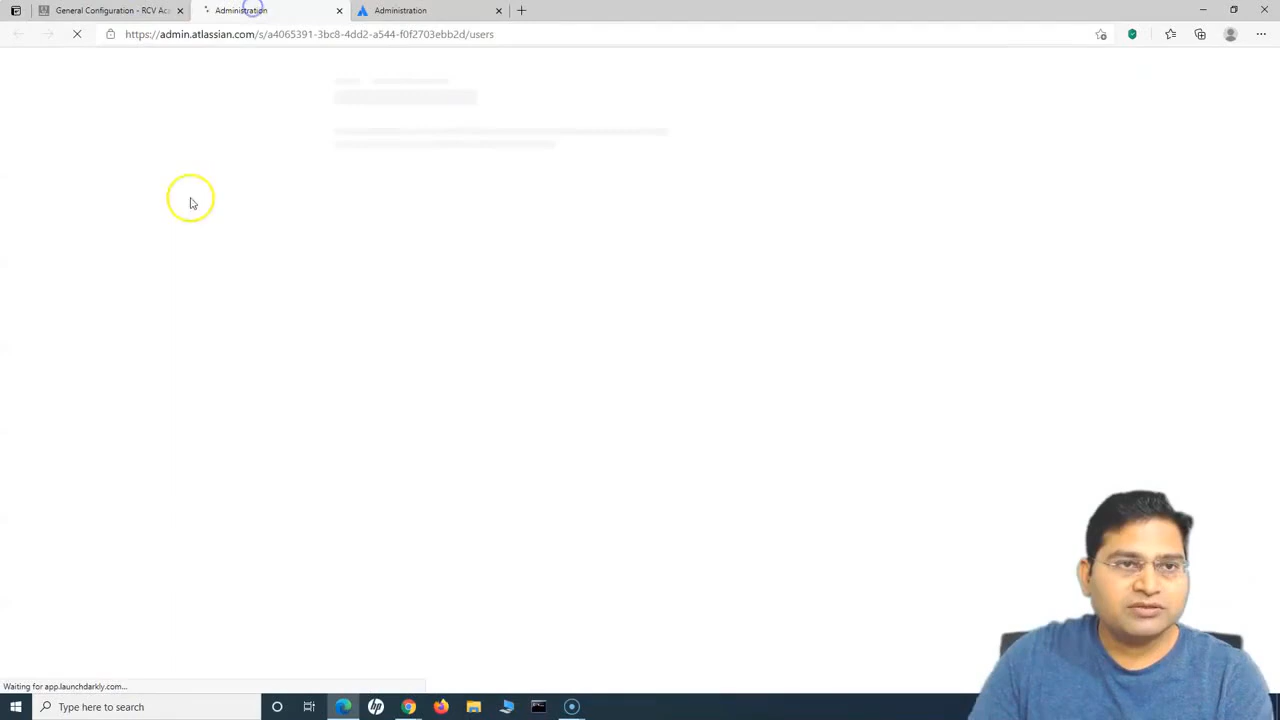 General Configuration - RCV Aca
Administration
Administration
https://admin.atlassian.com/s/a4065391-3bc8-4dd2-a544-f0f2703ebb2d/users
Waiting for app.launchdarkly.com...
Type here to search